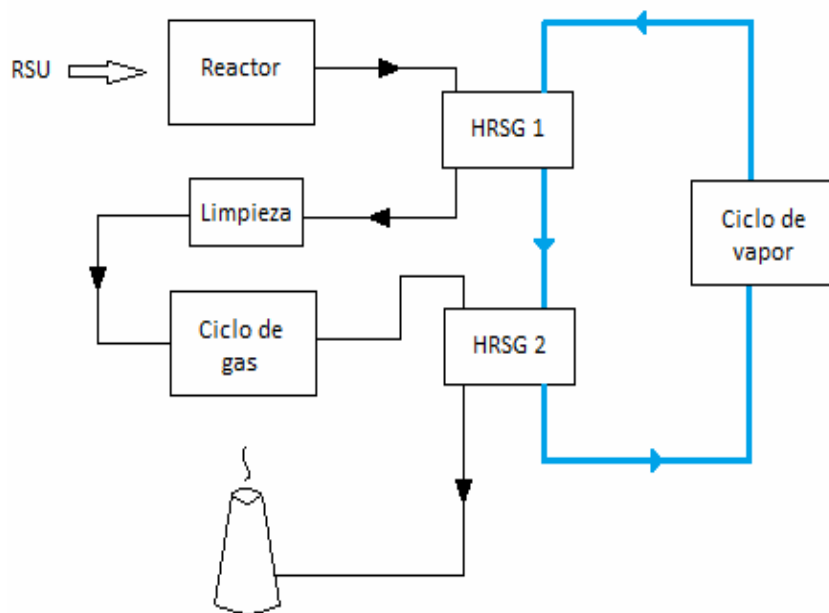 RSU
Reactor
HRSG 1
Limpieza
Ciclo de
vapor
Ciclo de
gas
HRSG 2